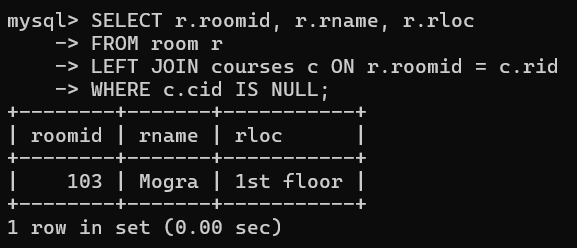 mysql> SELECT r.roomid, r.rname, r.rloc
    -> FROM room r
    -> LEFT JOIN courses c ON r.roomid = c.rid
    -> WHERE c.cid IS NULL;
+--------+-------+-----------+
| roomid | rname | rloc      |
+--------+-------+-----------+
|    103 | Mogra | 1st floor |
+--------+-------+-----------+
1 row in set (0.00 sec)